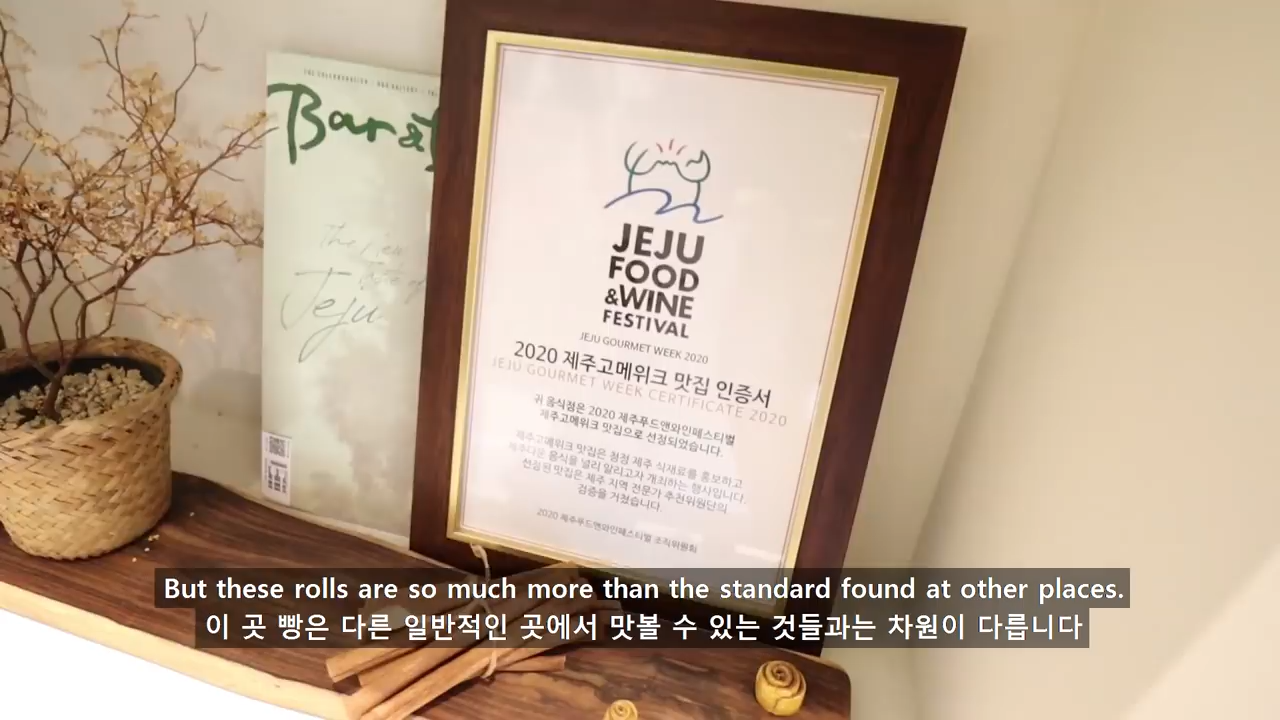 THE COLLABORATION
Bar &
The New
Taste of
Jeju
JEJU
FOOD
&WINE
FESTIVAL
JEJU GOURMET WEEK 2020
2020 제주고메위크 맛집 인증서
JEJU GOURMET WEEK CERTIFICATE 2020
귀 음식점은 2020 제주푸드앤와인페스티벌
제주고메위크 맛집으로 선정되었습니다.
제주고메위크 맛집은 청정 제주 식재료를 홍보하고
제주다운 음식을 널리 알리고자 개최하는 행사입니다.
선정된 맛집은 제주 지역 전문가 추천위원단의
검증을 거쳤습니다.
2020 제주푸드앤와인페스티벌 조직위원회
But these rolls are so much more than the standard found at other places.
이 곳 빵은 다른 일반적인 곳에서 맛볼 수 있는 것들과는 차원이 다릅니다